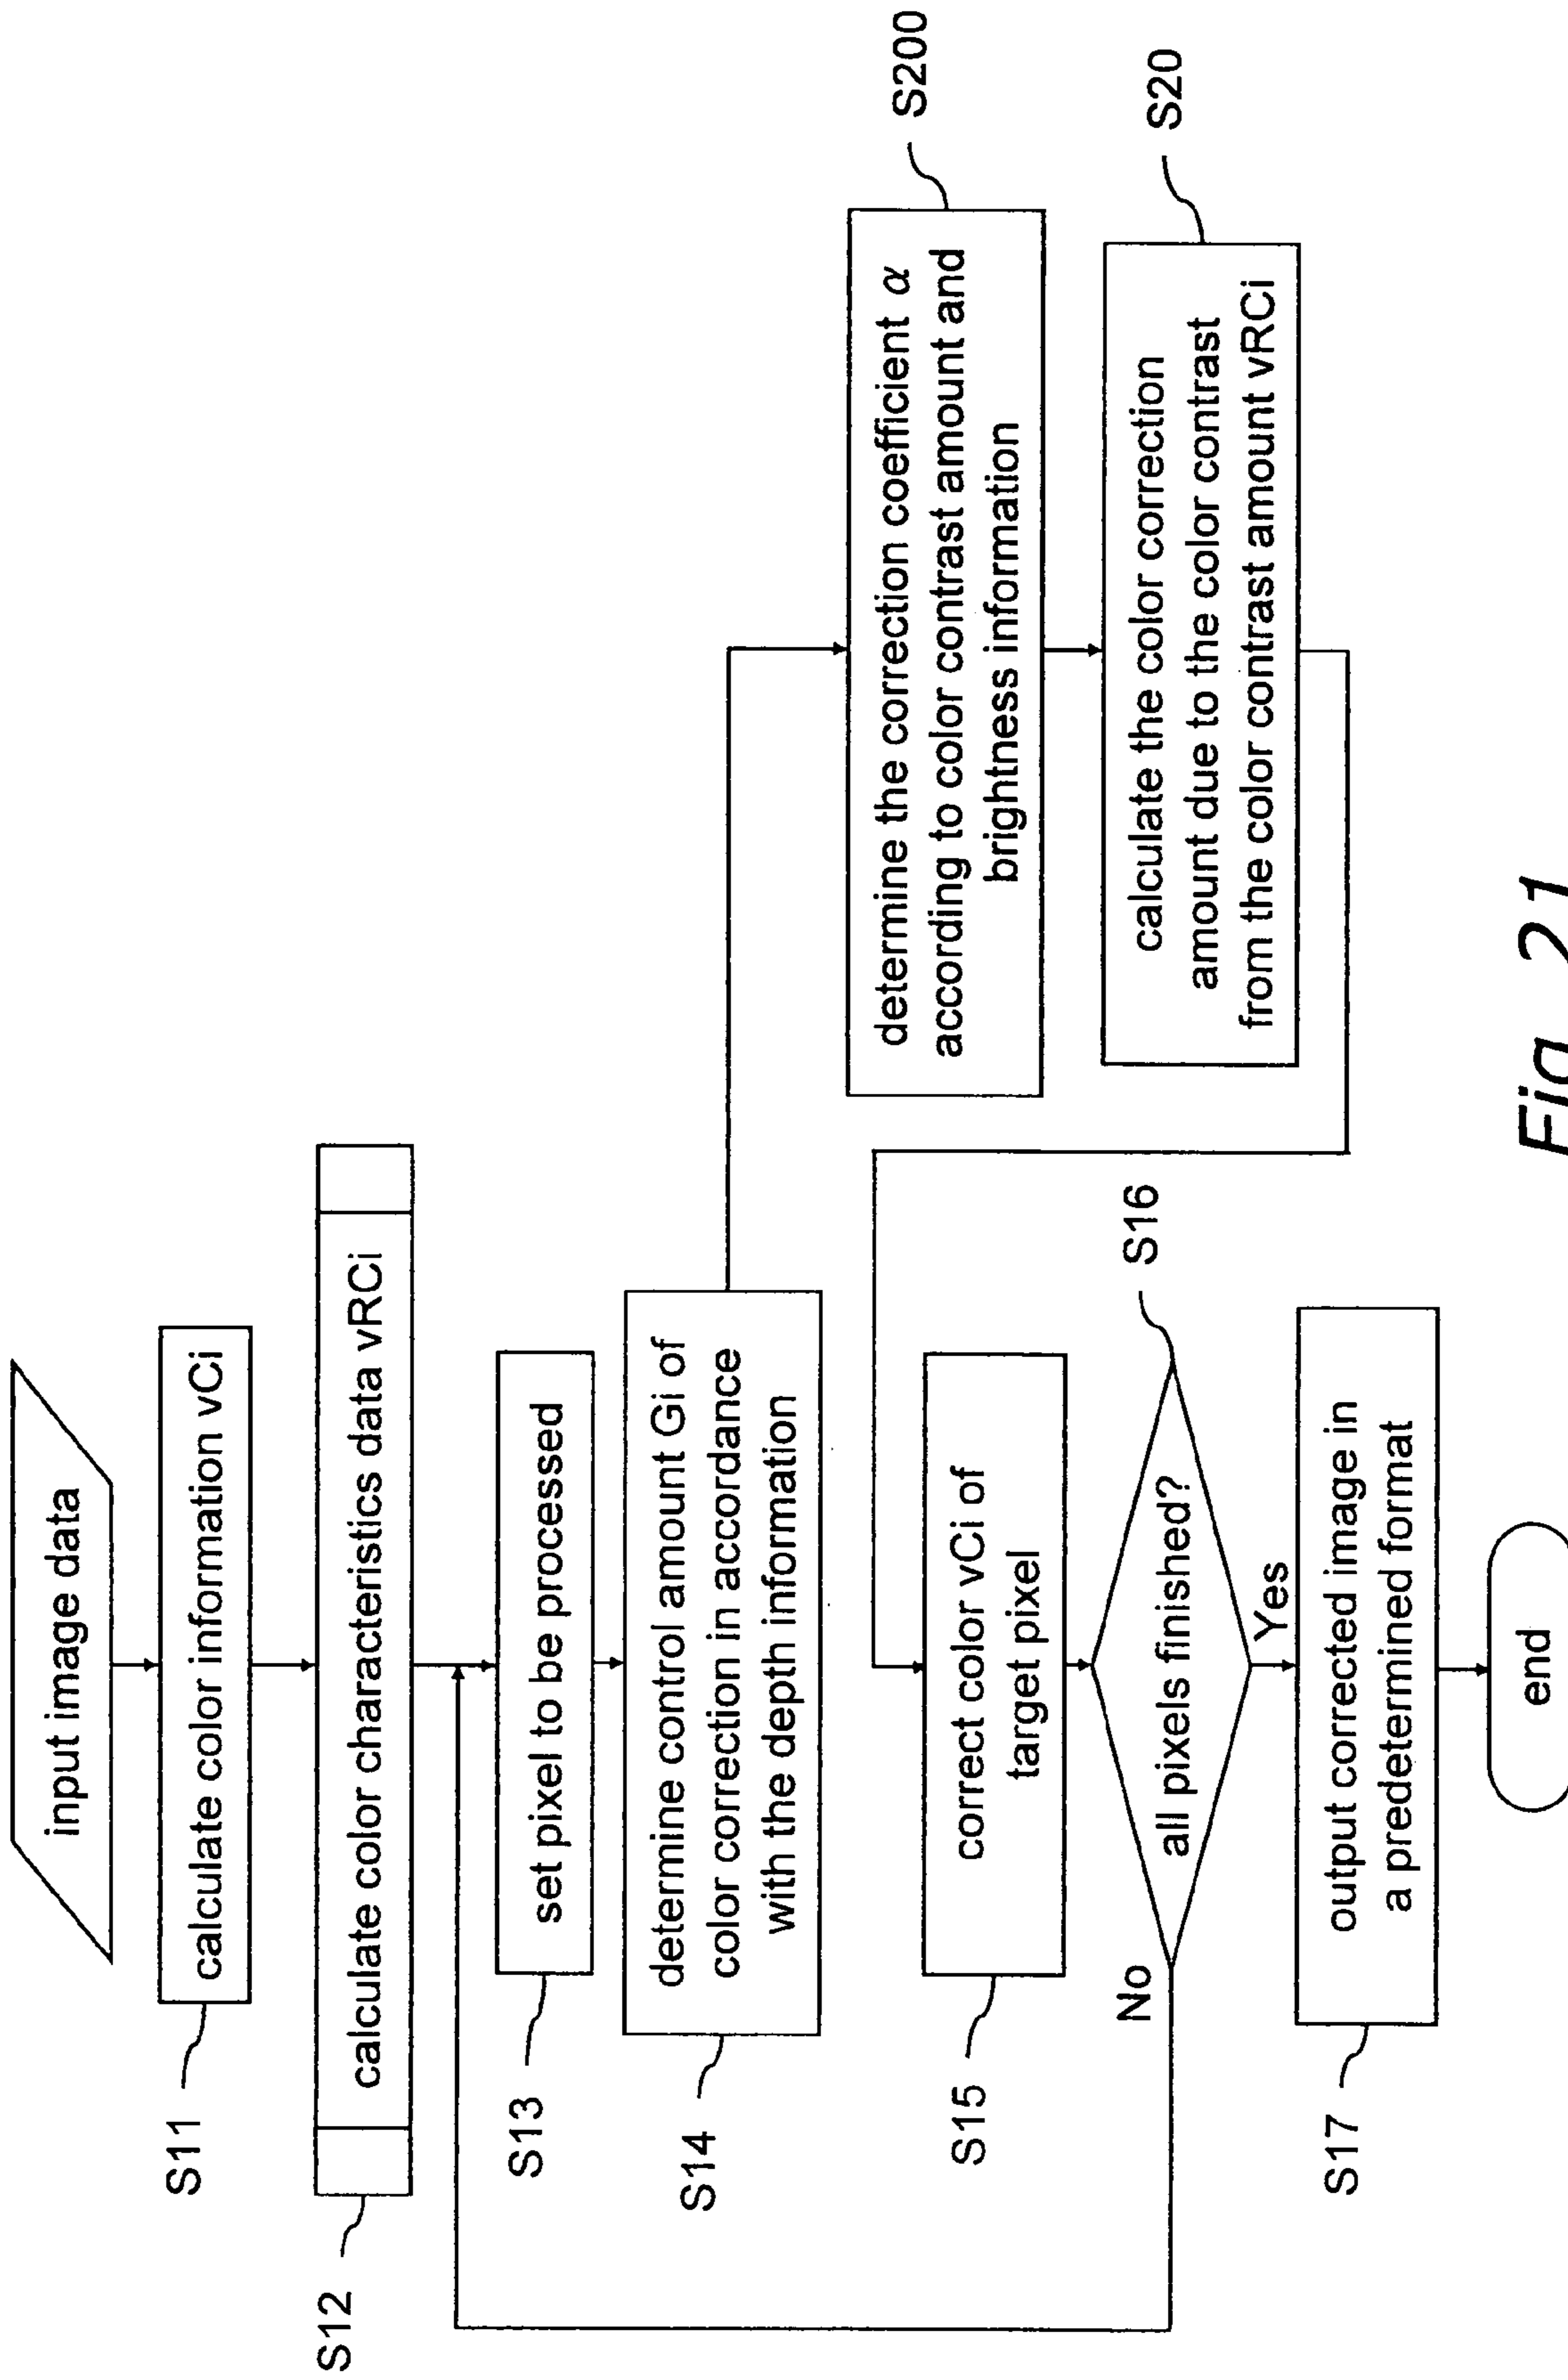 input image data
S11
calculate color information vCi
S12
calculate color characteristics data vRCi
S13
set pixel to be processed
S14
determine control amount Gi of
color correction in accordance
with the depth information
S200
determine the correction coefficient α
according to color contrast amount and
brightness information
S20
calculate the color correction
amount due to the color contrast
from the color contrast amount vRCi
S15
correct color vCi of
target pixel
S16
all pixels finished?
No
Yes
S17
output corrected image in
a predetermined format
end
Fig. 21